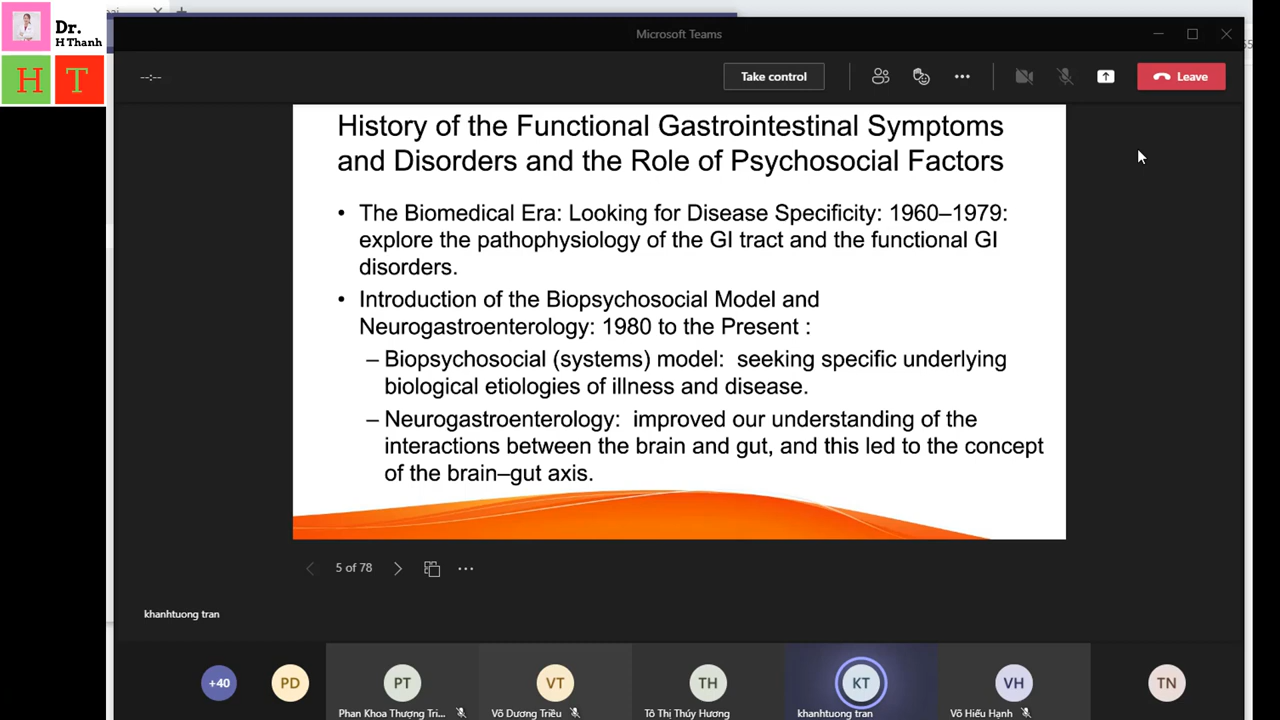 Dr.
H Thanh
H T
Microsoft Teams
--:--
Take control
Leave
History of the Functional Gastrointestinal Symptoms
and Disorders and the Role of Psychosocial Factors
• The Biomedical Era: Looking for Disease Specificity: 1960–1979:
explore the pathophysiology of the GI tract and the functional GI
disorders.
• Introduction of the Biopsychosocial Model and
Neurogastroenterology: 1980 to the Present :
– Biopsychosocial (systems) model: seeking specific underlying
biological etiologies of illness and disease.
– Neurogastroenterology: improved our understanding of the
interactions between the brain and gut, and this led to the concept
of the brain–gut axis.
5 of 78
khanhtuong tran
+40 PD PT VT TH KT VH TN
Phan Khoa Thượng Tri... Võ Dương Triều Tô Thị Thúy Hương khanhtuong tran Võ Hiếu Hạnh